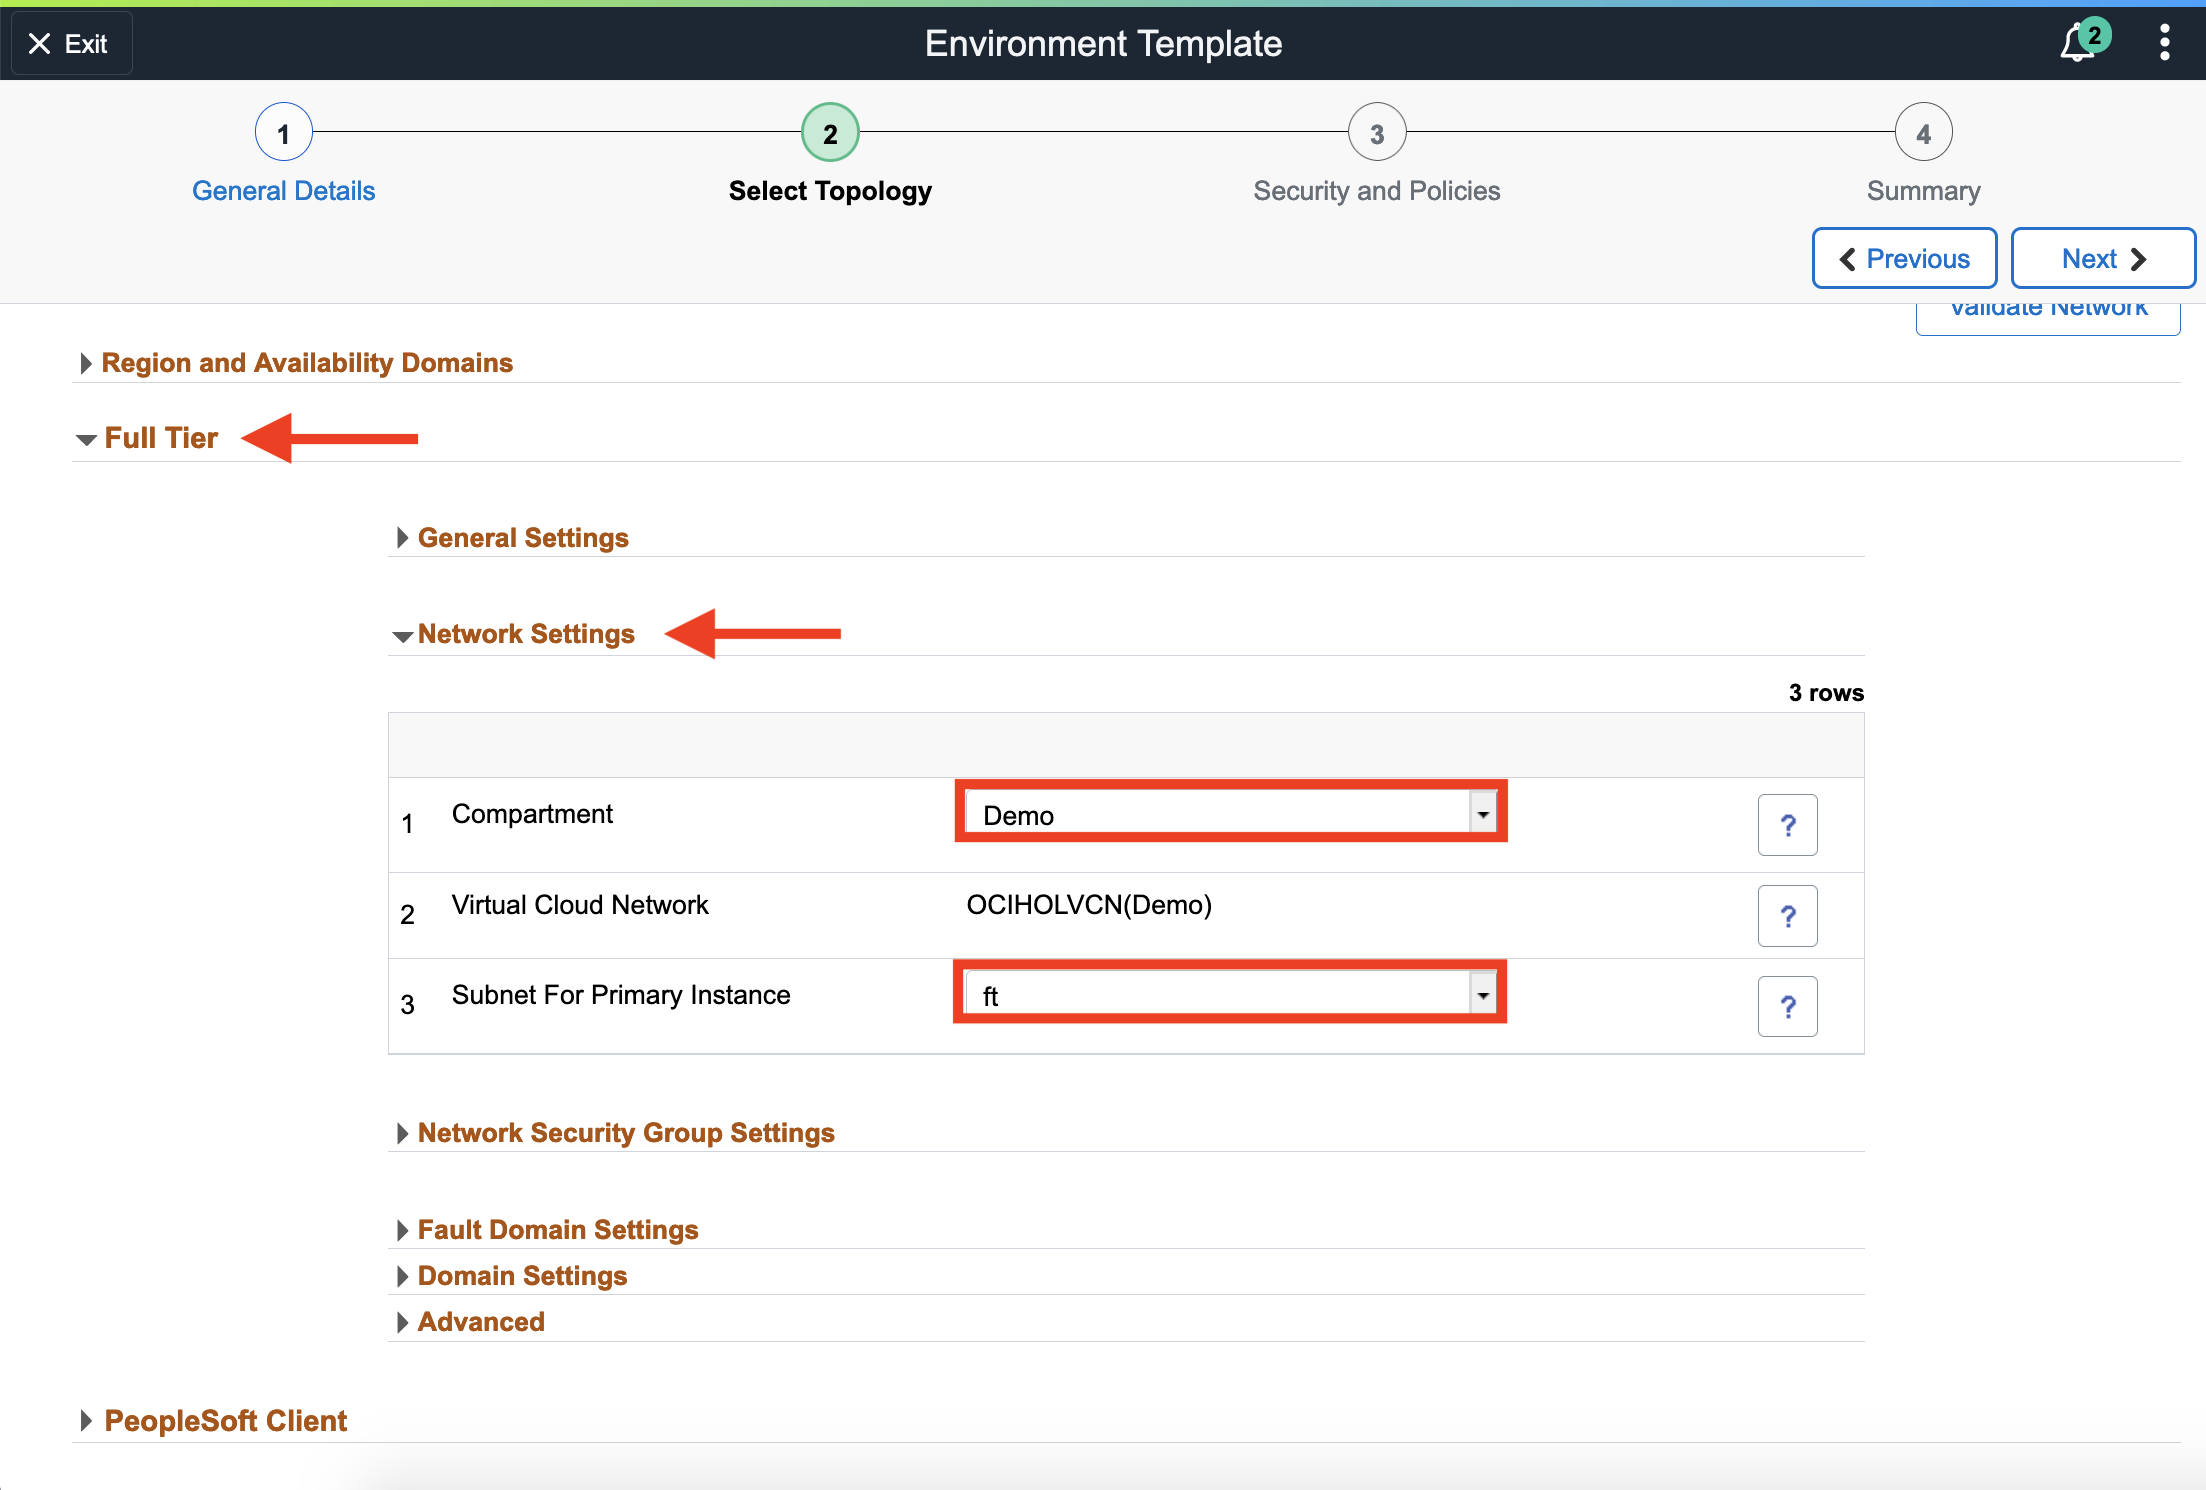 Exit
Environment Template
2
1
2
3
4
General Details
Select Topology
Security and Policies
Summary
Previous
Next
Validate Network
Region and Availability Domains
Full Tier
General Settings
Network Settings
3 rows
1 Compartment Demo ?
2 Virtual Cloud Network OCIHOLVCN(Demo) ?
3 Subnet For Primary Instance ft ?
Network Security Group Settings
Fault Domain Settings
Domain Settings
Advanced
PeopleSoft Client